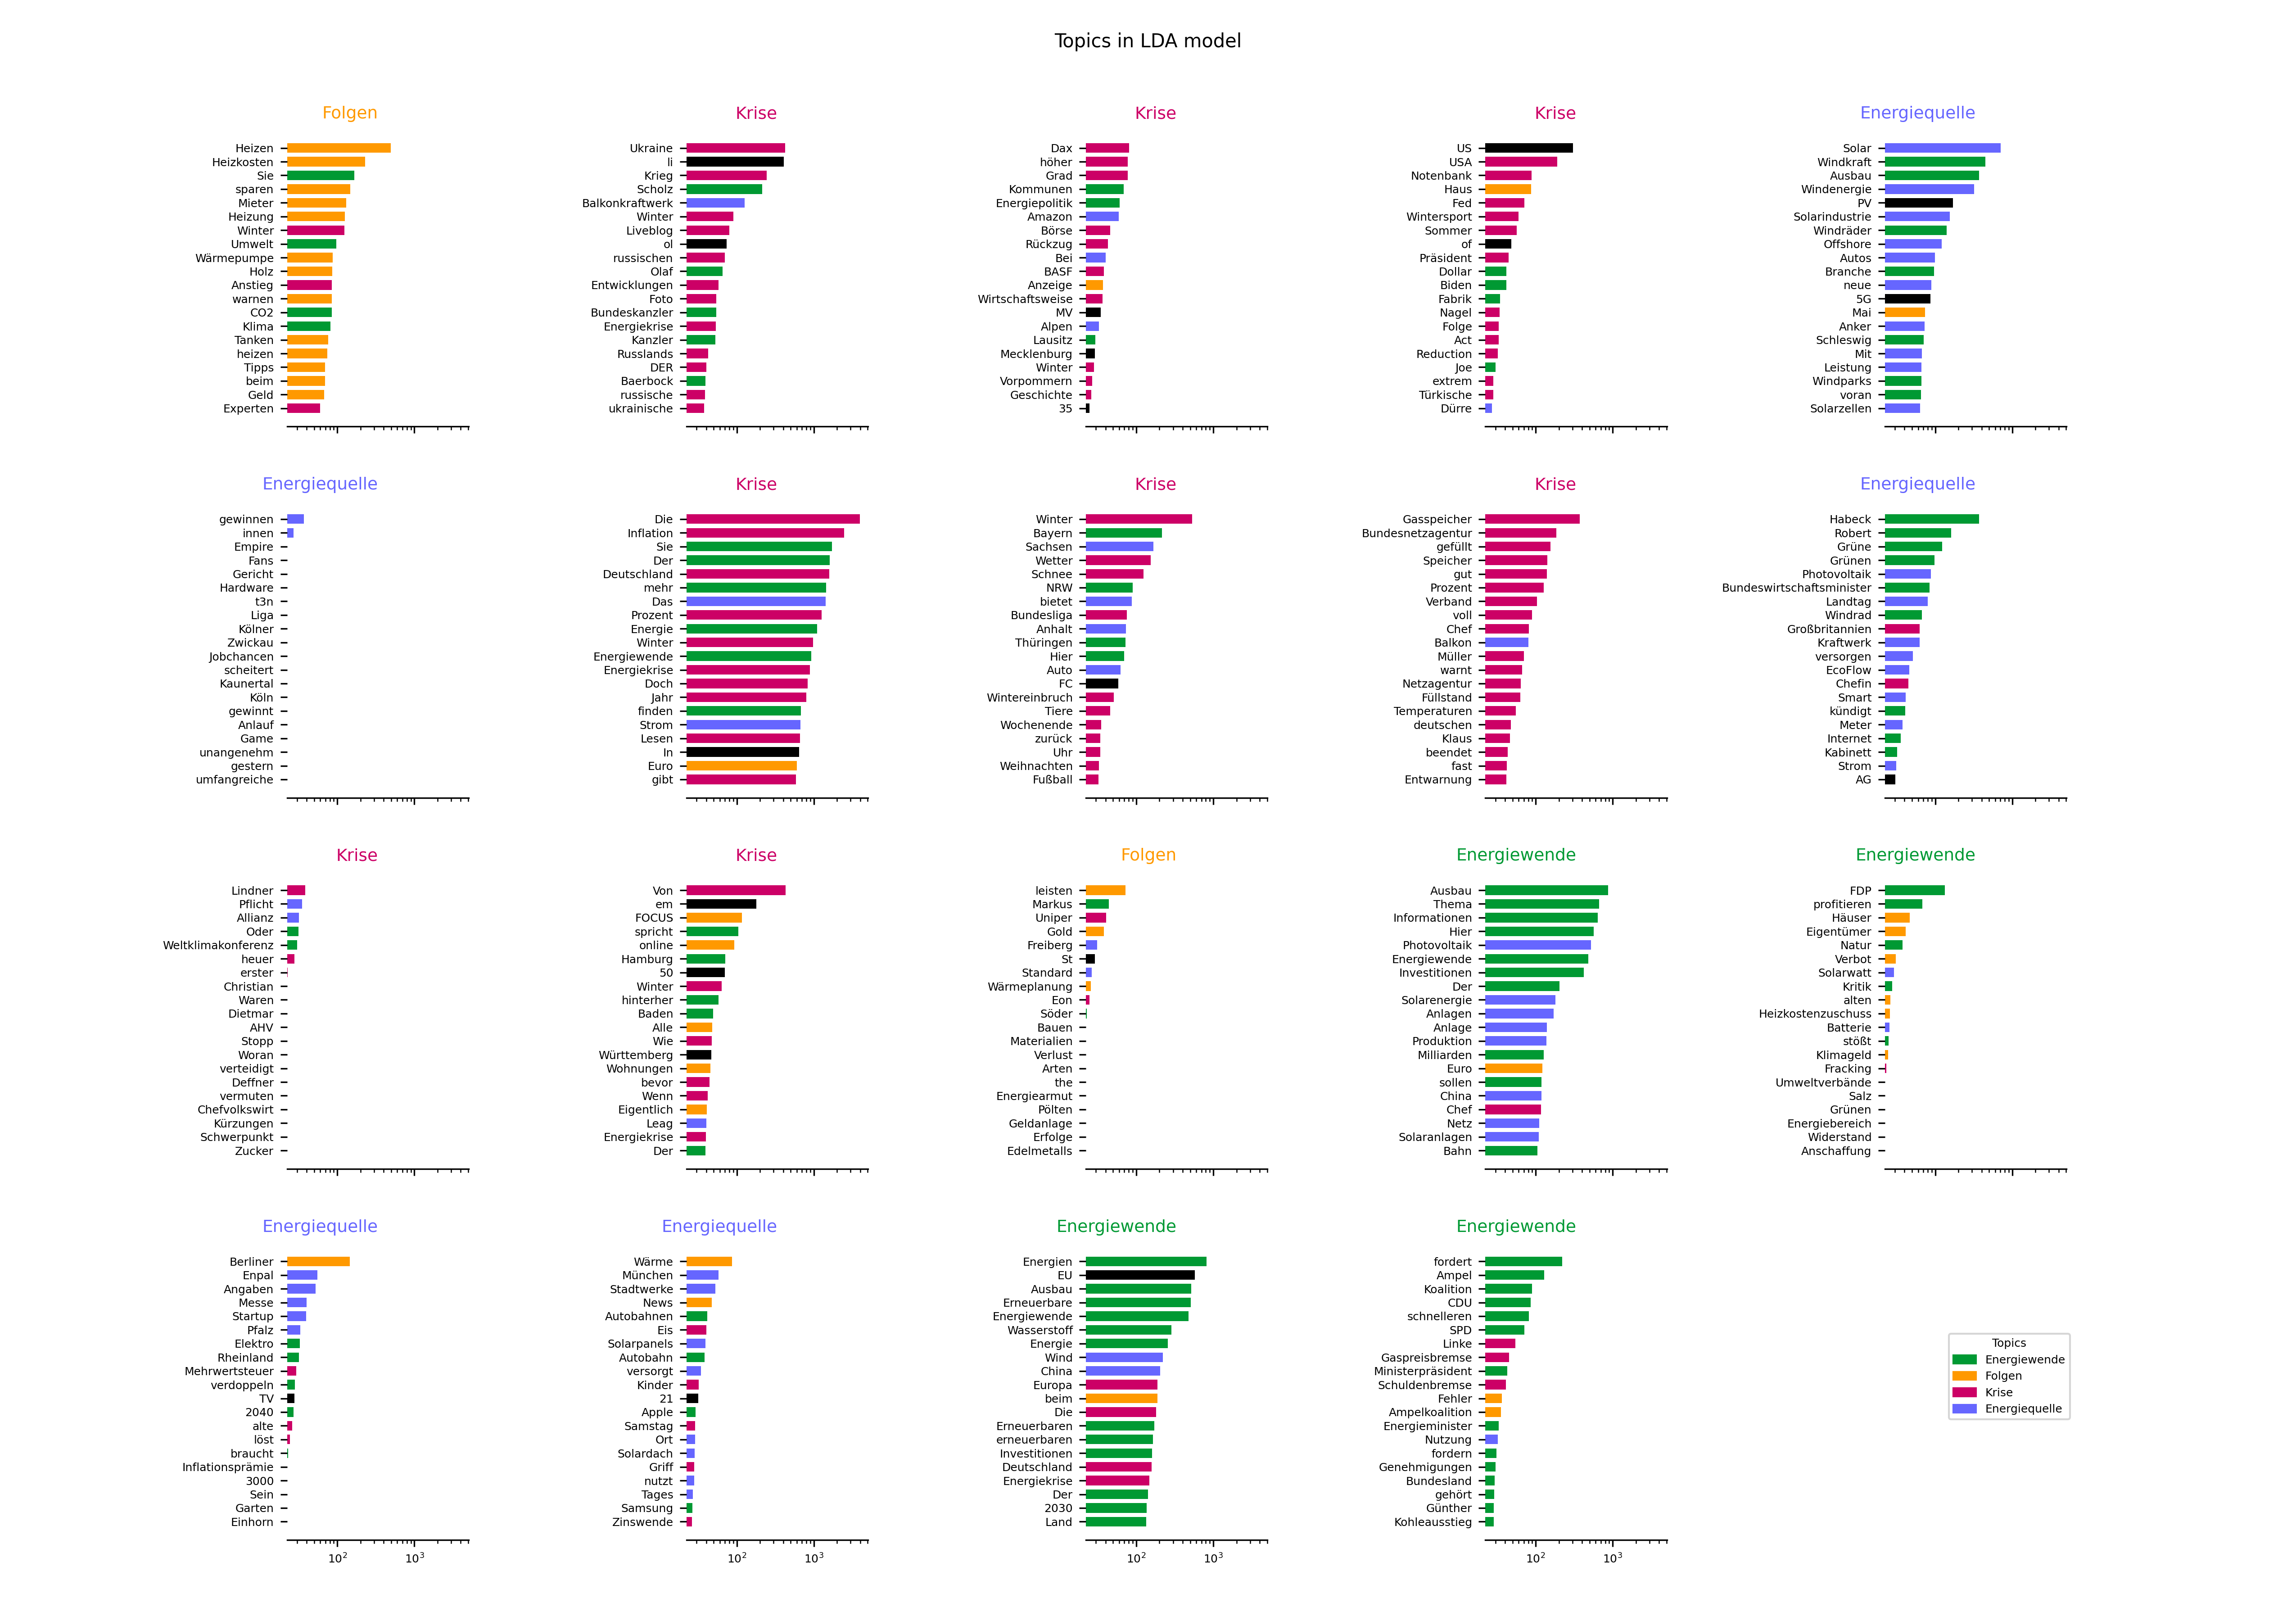 Topics in LDA model
Folgen
Heizen
Heizkosten
Sie
sparen
Mieter
Heizung
Winter
Umwelt
Wärmepumpe
Holz
Anstieg
warnen
CO2
Klima
Tanken
heizen
Tipps
beim
Geld
Experten
Krise
Ukraine
li
Krieg
Scholz
Balkonkraftwerk
Winter
Liveblog
ol
russischen
Olaf
Entwicklungen
Foto
Bundeskanzler
Energiekrise
Kanzler
Russlands
DER
Baerbock
russische
ukrainische
Krise
Dax
höher
Grad
Kommunen
Energiepolitik
Amazon
Börse
Rückzug
Bei
BASF
Anzeige
Wirtschaftsweise
MV
Alpen
Lausitz
Mecklenburg
Winter
Vorpommern
Geschichte
35
Krise
US
USA
Notenbank
Haus
Fed
Wintersport
Sommer
of
Präsident
Dollar
Biden
Fabrik
Nagel
Folge
Act
Reduction
Joe
extrem
Türkische
Dürre
Energiequelle
Solar
Windkraft
Ausbau
Windenergie
PV
Solarindustrie
Windräder
Offshore
Autos
Branche
neue
5G
Mai
Anker
Schleswig
Mit
Leistung
Windparks
voran
Solarzellen
Energiequelle
gewinnen
innen
Empire
Fans
Gericht
Hardware
t3n
Liga
Kölner
Zwickau
Jobchancen
scheitert
Kaunertal
Köln
gewinnt
Anlauf
Game
unangenehm
gestern
umfangreiche
Krise
Die
Inflation
Sie
Der
Deutschland
mehr
Das
Prozent
Energie
Winter
Energiewende
Energiekrise
Doch
Jahr
finden
Strom
Lesen
In
Euro
gibt
Krise
Winter
Bayern
Sachsen
Wetter
Schnee
NRW
bietet
Bundesliga
Anhalt
Thüringen
Hier
Auto
FC
Wintereinbruch
Tiere
Wochenende
zurück
Uhr
Weihnachten
Fußball
Krise
Gasspeicher
Bundesnetzagentur
gefüllt
Speicher
gut
Prozent
Verband
voll
Chef
Balkon
Müller
warnt
Netzagentur
Füllstand
Temperaturen
deutschen
Klaus
beendet
fast
Entwarnung
Energiequelle
Habeck
Robert
Grüne
Grünen
Photovoltaik
Bundeswirtschaftsminister
Landtag
Windrad
Großbritannien
Kraftwerk
versorgen
EcoFlow
Chefin
Smart
kündigt
Meter
Internet
Kabinett
Strom
AG
Krise
Lindner
Pflicht
Allianz
Oder
Weltklimakonferenz
heuer
erster
Christian
Waren
Dietmar
AHV
Stopp
Woran
verteidigt
Deffner
vermuten
Chefvolkswirt
Kürzungen
Schwerpunkt
Zucker
Krise
Von
em
FOCUS
spricht
online
Hamburg
50
Winter
hinterher
Baden
Alle
Wie
Württemberg
Wohnungen
bevor
Wenn
Eigentlich
Leag
Energiekrise
Der
Folgen
leisten
Markus
Uniper
Gold
Freiberg
St
Standard
Wärmeplanung
Eon
Söder
Bauen
Materialien
Verlust
Arten
the
Energiearmut
Pölten
Geldanlage
Erfolge
Edelmetalls
Energiewende
Ausbau
Thema
Informationen
Hier
Photovoltaik
Energiewende
Investitionen
Der
Solarenergie
Anlagen
Anlage
Produktion
Milliarden
Euro
sollen
China
Chef
Netz
Solaranlagen
Bahn
Energiewende
FDP
profitieren
Häuser
Eigentümer
Natur
Verbot
Solarwatt
Kritik
alten
Heizkostenzuschuss
Batterie
stößt
Klimageld
Fracking
Umweltverbände
Salz
Grünen
Energiebereich
Widerstand
Anschaffung
Energiequelle
Berliner
Enpal
Angaben
Messe
Startup
Pfalz
Elektro
Rheinland
Mehrwertsteuer
verdoppeln
TV
2040
alte
löst
braucht
Inflationsprämie
3000
Sein
Garten
Einhorn
10²
10³
Energiequelle
Wärme
München
Stadtwerke
News
Autobahnen
Eis
Solarpanels
Autobahn
versorgt
Kinder
21
Apple
Samstag
Ort
Solardach
Griff
nutzt
Tages
Samsung
Zinswende
10²
10³
Energiewende
Energien
EU
Ausbau
Erneuerbare
Energiewende
Wasserstoff
Energie
Wind
China
Europa
beim
Die
Erneuerbaren
erneuerbaren
Investitionen
Deutschland
Energiekrise
Der
2030
Land
10²
10³
Energiewende
fordert
Ampel
Koalition
CDU
schnelleren
SPD
Linke
Gaspreisbremse
Ministerpräsident
Schuldenbremse
Fehler
Ampelkoalition
Energieminister
Nutzung
fordern
Genehmigungen
Bundesland
gehört
Günther
Kohleausstieg
10²
10³
Topics
Energiewende
Folgen
Krise
Energiequelle